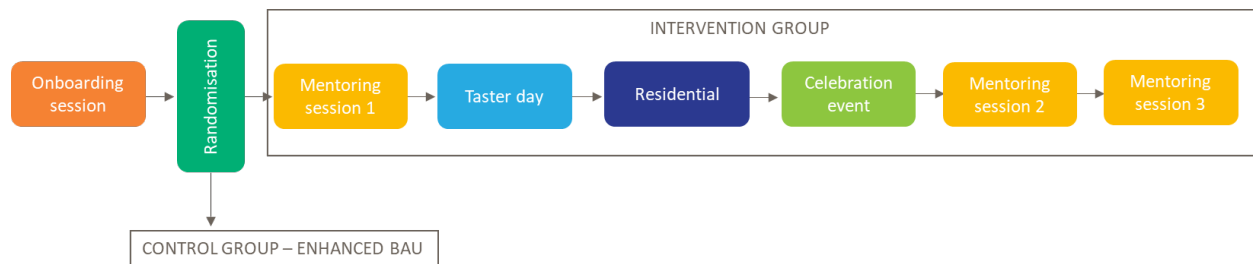 INTERVENTION GROUP
Onboarding
session
Randomisation
Mentoring
session 1
Taster day
Residential
Celebration
event
Mentoring
session 2
Mentoring
session 3
CONTROL GROUP – ENHANCED BAU